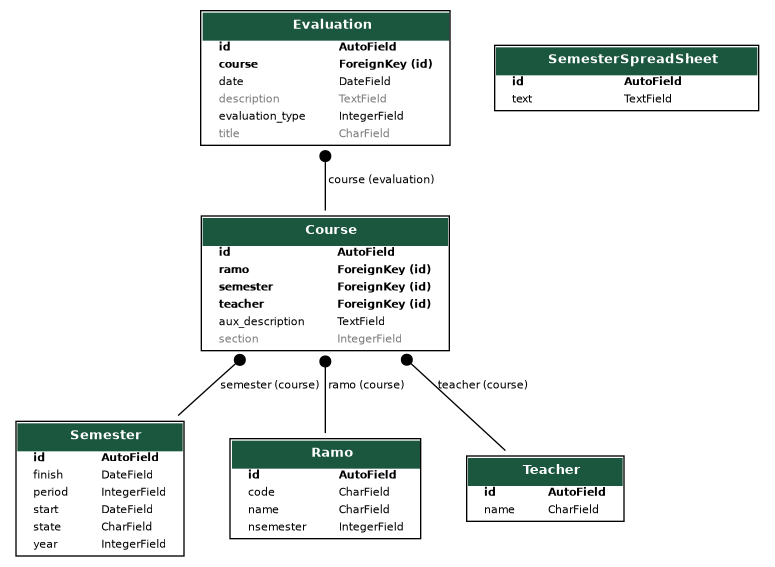 Evaluation
id AutoField
course ForeignKey (id)
date DateField
description TextField
evaluation_type IntegerField
title CharField
SemesterSpreadSheet
id AutoField
text TextField
course (evaluation)
Course
id AutoField
ramo ForeignKey (id)
semester ForeignKey (id)
teacher ForeignKey (id)
aux_description TextField
section IntegerField
semester (course)
ramo (course)
teacher (course)
Semester
id AutoField
finish DateField
period IntegerField
start DateField
state CharField
year IntegerField
Ramo
id AutoField
code CharField
name CharField
nsemester IntegerField
Teacher
id AutoField
name CharField